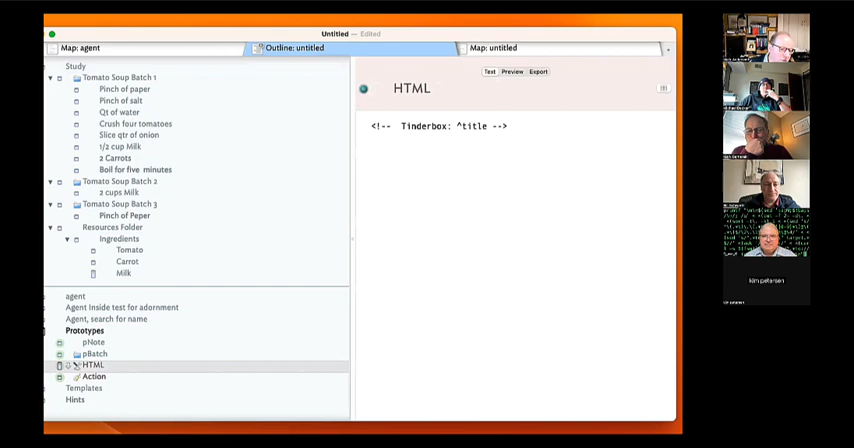 Untitled — Edited
Map: agent
Outline: untitled
Map: untitled
Study
Tomato Soup Batch 1
Pinch of paper
Pinch of salt
Qt of water
Crush four tomatoes
Slice qtr of onion
1/2 cup Milk
2 Carrots
Boil for five minutes
Tomato Soup Batch 2
2 cups Milk
Tomato Soup Batch 3
Pinch of Peper
Resources Folder
Ingredients
Tomato
Carrot
Milk
agent
Agent Inside test for adornment
Agent, search for name
Prototypes
pNote
pBatch
HTML
Action
Templates
Hints
Text Preview Export
HTML
<!-- Tinderbox: ^title -->
kim petersen